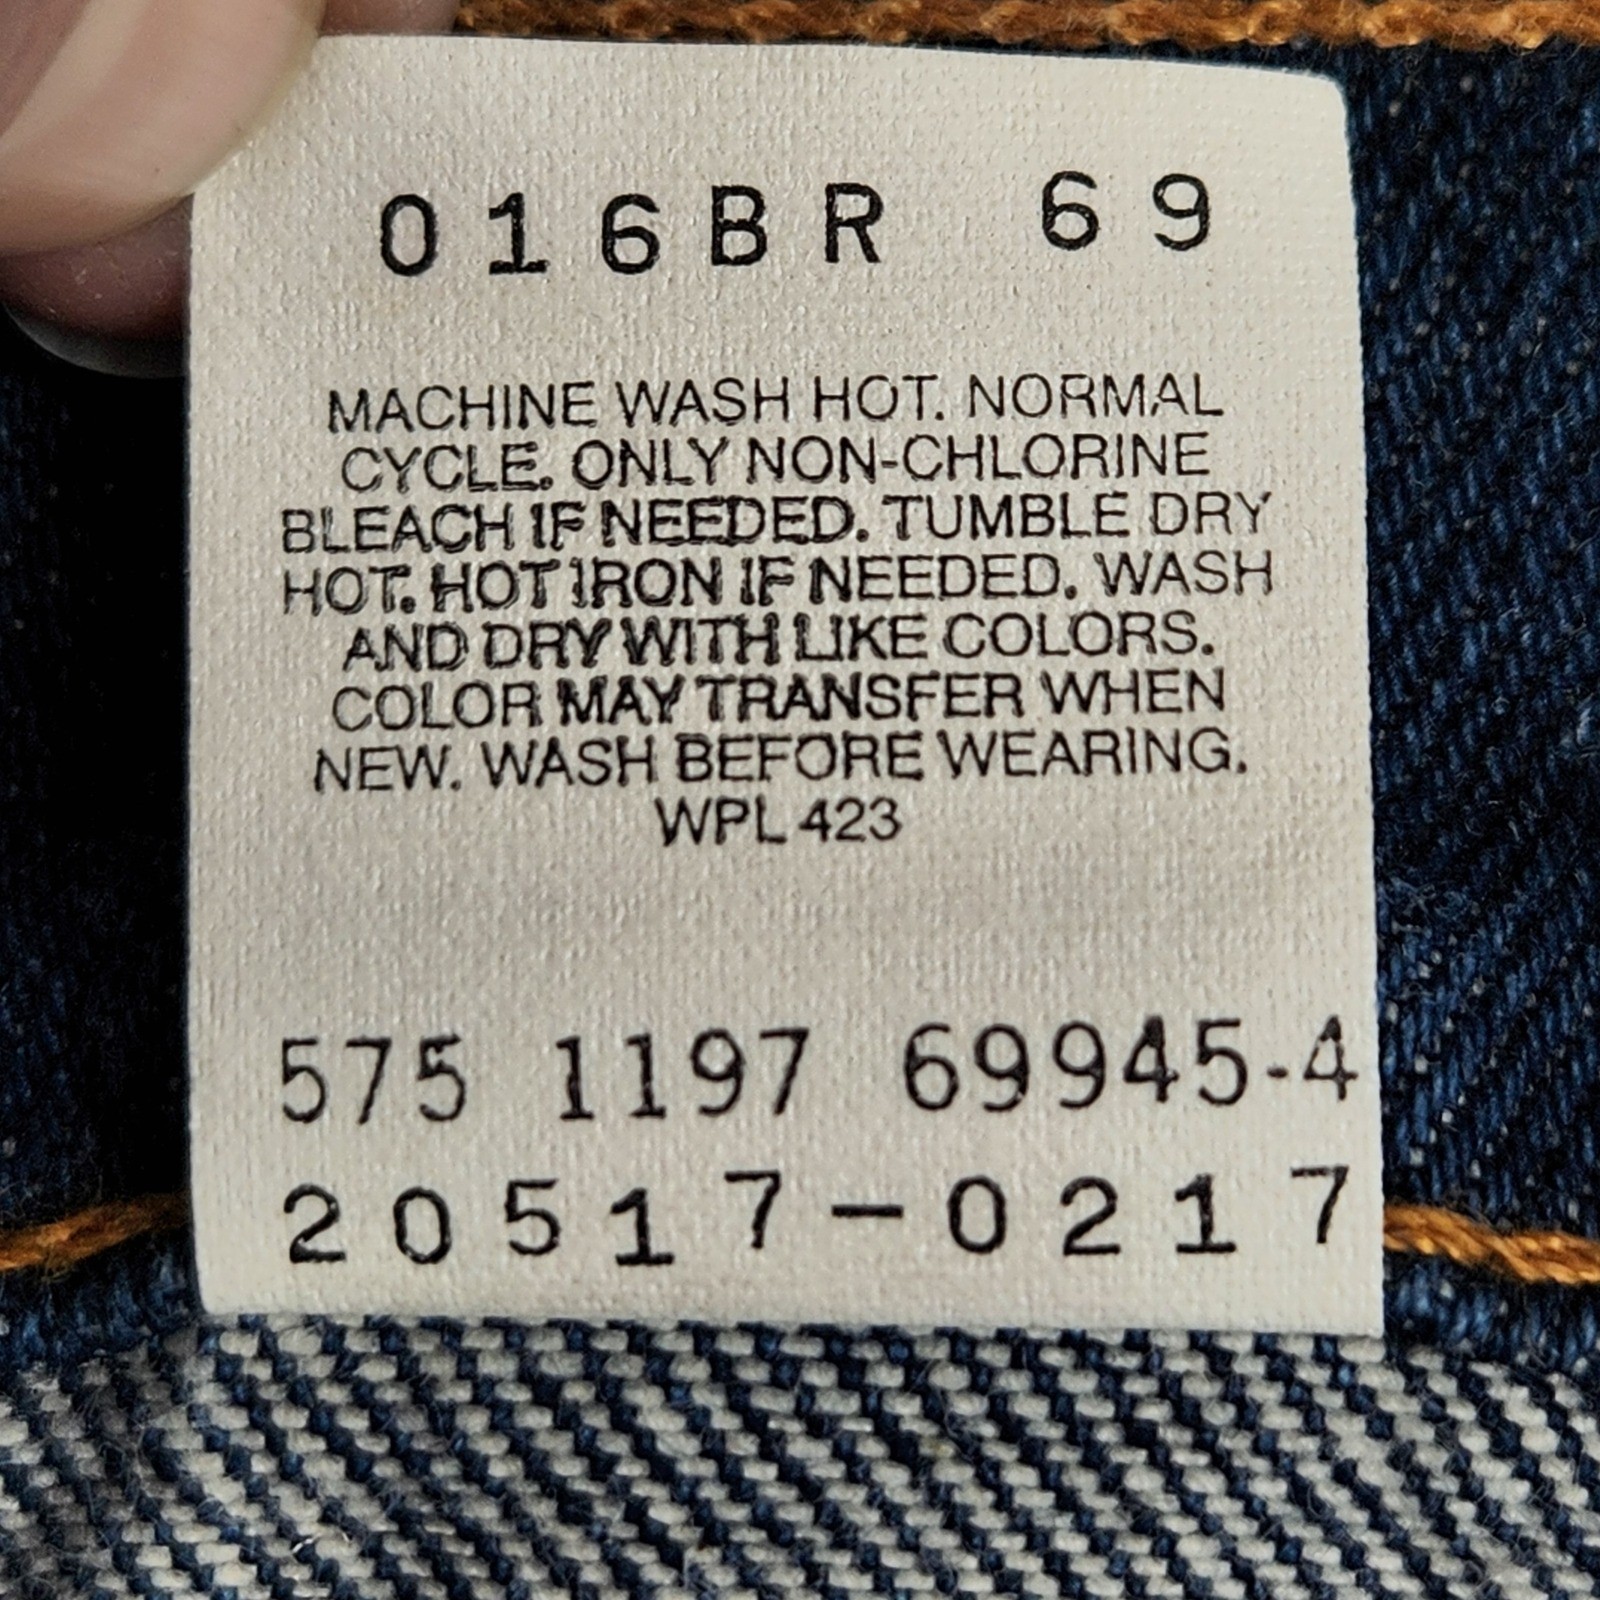 016BR 69
MACHINE WASH HOT. NORMAL
CYCLE. ONLY NON-CHLORINE
BLEACH IF NEEDED. TUMBLE DRY
HOT. HOT IRON IF NEEDED. WASH
AND DRY WITH LIKE COLORS.
COLOR MAY TRANSFER WHEN
NEW. WASH BEFORE WEARING.
WPL 423
575 1197 69945-4
20517-0217